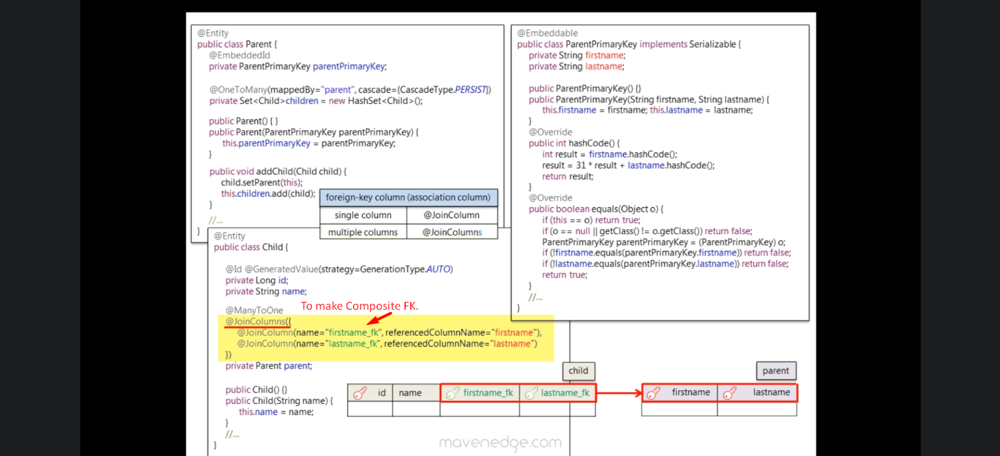 @Entity
public class Parent {
@EmbeddedId
private ParentPrimaryKey parentPrimaryKey;
@OneToMany(mappedBy="parent", cascade={CascadeType.PERSIST})
private Set<Child>children = new HashSet<Child>();
public Parent() { }
public Parent(ParentPrimaryKey parentPrimaryKey) {
this.parentPrimaryKey = parentPrimaryKey;
}
public void addChild(Child child) {
child.setParent(this);
this.children.add(child);
}
//...
}
foreign-key column (association column)
single column @JoinColumn
multiple columns @JoinColumns
@Entity
public class Child {
@Id @GeneratedValue(strategy=GenerationType.AUTO)
private Long id;
private String name;
To make Composite FK.
@ManyToOne
@JoinColumns({
@JoinColumn(name="firstname_fk", referencedColumnName="firstname"),
@JoinColumn(name="lastname_fk", referencedColumnName="lastname")
})
private Parent parent;
public Child() {}
public Child(String name) {
this.name = name;
}
//...
}
@Embeddable
public class ParentPrimaryKey implements Serializable {
private String firstname;
private String lastname;
public ParentPrimaryKey() {}
public ParentPrimaryKey(String firstname, String lastname) {
this.firstname = firstname; this.lastname = lastname;
}
@Override
public int hashCode() {
int result = firstname.hashCode();
result = 31 * result + lastname.hashCode();
return result;
}
@Override
public boolean equals(Object o) {
if (this == o) return true;
if (o == null || getClass() != o.getClass()) return false;
ParentPrimaryKey parentPrimaryKey = (ParentPrimaryKey) o;
if (!firstname.equals(parentPrimaryKey.firstname)) return false;
if (!lastname.equals(parentPrimaryKey.lastname)) return false;
return true;
}
//...
}
child
id name firstname_fk lastname_fk
parent
firstname lastname
mavenedge.com